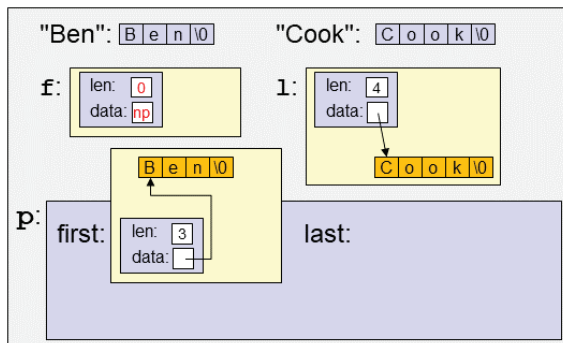 "Ben": B e n \0 "Cook": C o o k \0
f: len: 0 l: len: 4
data: np data:
B e n \0 C o o k \0
p: first: len: 3 last:
data: